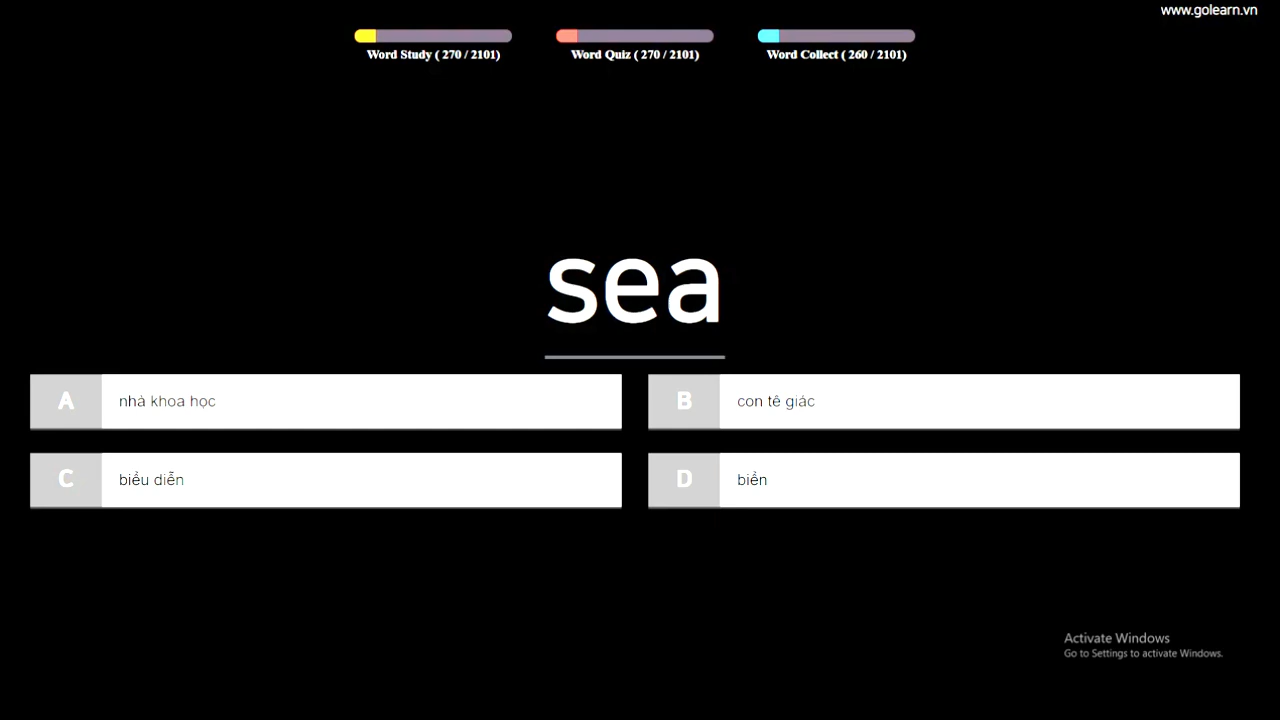 www.golearn.vn
Word Study ( 270 / 2101)
Word Quiz ( 270 / 2101)
Word Collect ( 260 / 2101)
sea
A nhà khoa học
B con tê giác
C biểu diễn
D biển
Activate Windows
Go to Settings to activate Windows.